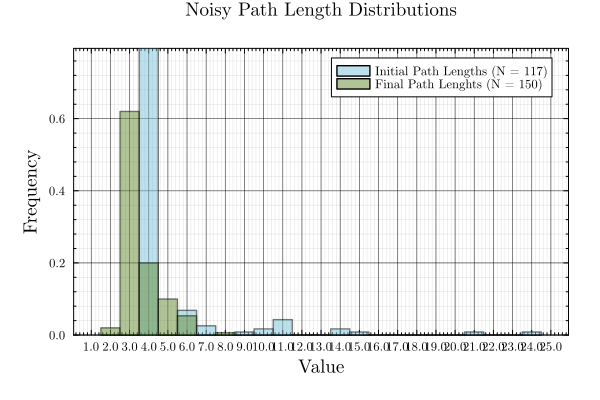 Noisy Path Length Distributions
Initial Path Lengths (N = 117)
Final Path Lenghts (N = 150)
Frequency
0.6
0.4
0.2
0.0
1.0 2.0 3.0 4.0 5.0 6.0 7.0 8.0 9.0 10.0 11.0 12.0 13.0 14.0 15.0 16.0 17.0 18.0 19.0 20.0 21.0 22.0 23.0 24.0 25.0
Value